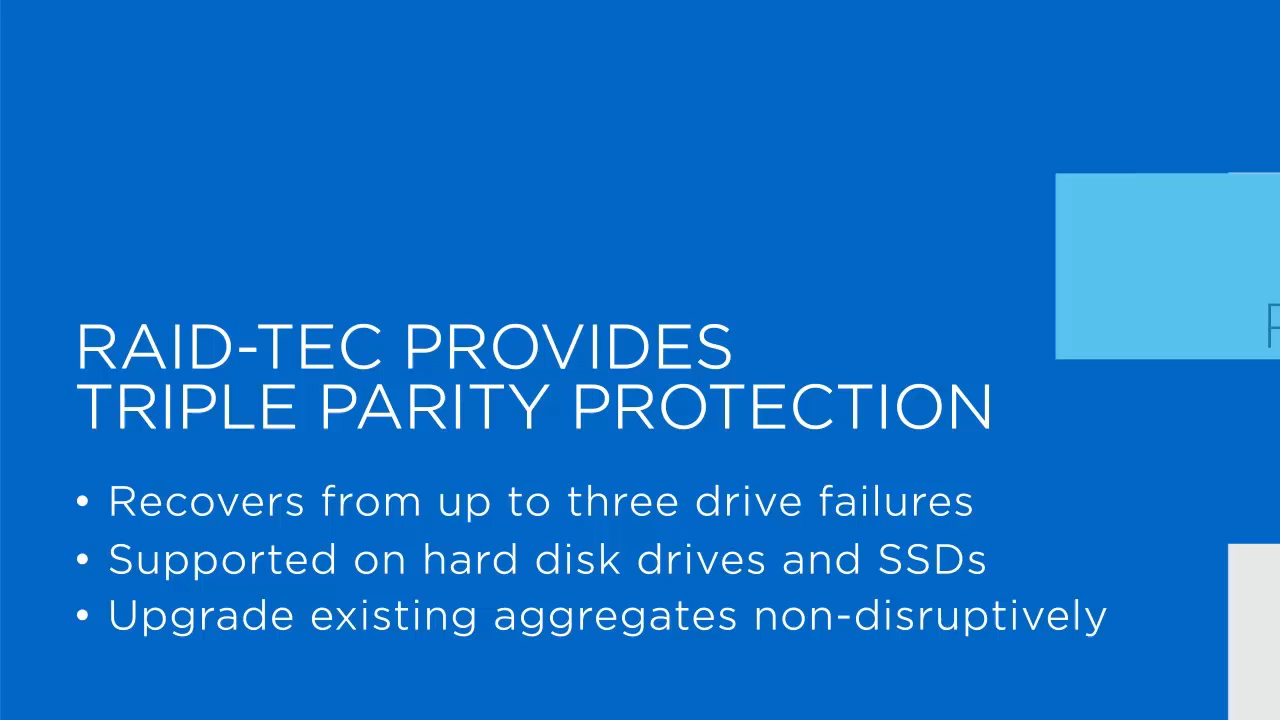 RAID-TEC PROVIDES
TRIPLE PARITY PROTECTION
• Recovers from up to three drive failures
• Supported on hard disk drives and SSDs
• Upgrade existing aggregates non-disruptively